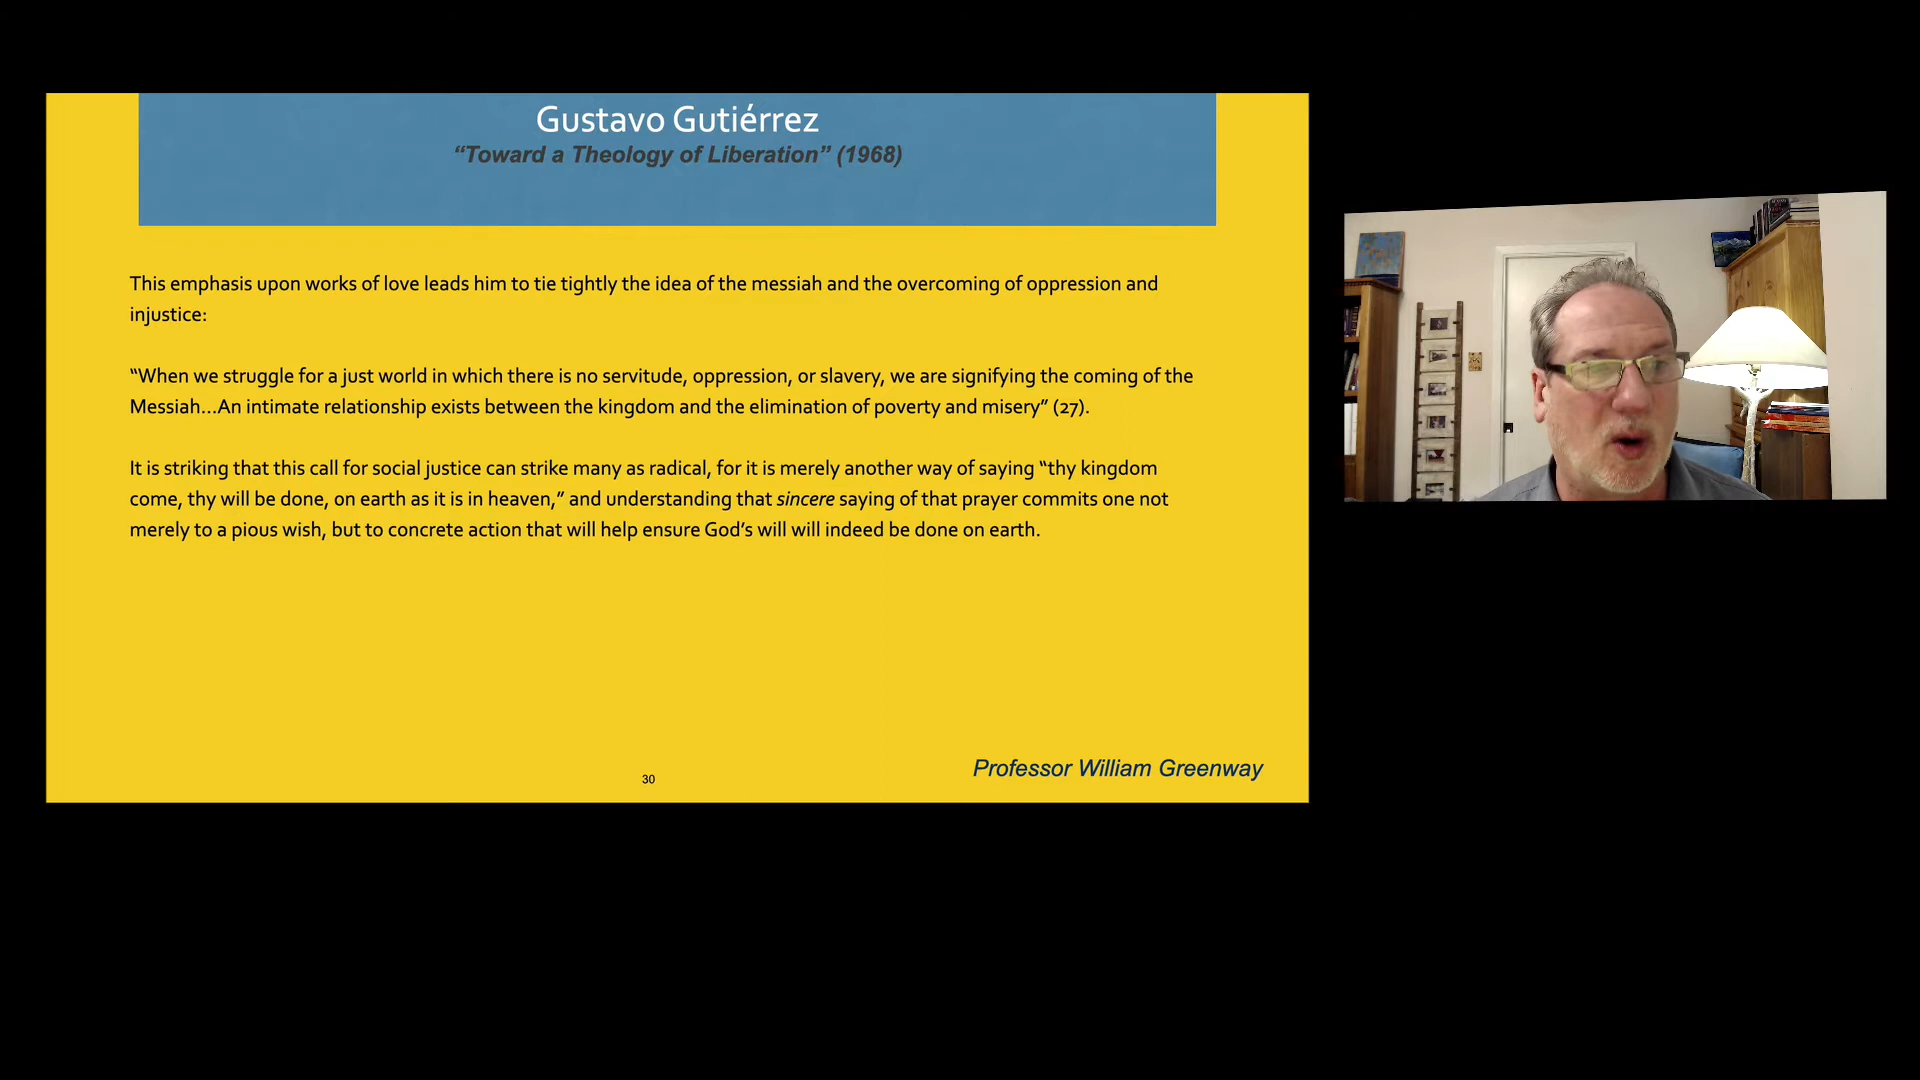 Gustavo Gutiérrez
“Toward a Theology of Liberation” (1968)
This emphasis upon works of love leads him to tie tightly the idea of the messiah and the overcoming of oppression and
injustice:
“When we struggle for a just world in which there is no servitude, oppression, or slavery, we are signifying the coming of the
Messiah…An intimate relationship exists between the kingdom and the elimination of poverty and misery” (27).
It is striking that this call for social justice can strike many as radical, for it is merely another way of saying “thy kingdom
come, thy will be done, on earth as it is in heaven,” and understanding that sincere saying of that prayer commits one not
merely to a pious wish, but to concrete action that will help ensure God’s will will indeed be done on earth.
30
Professor William Greenway